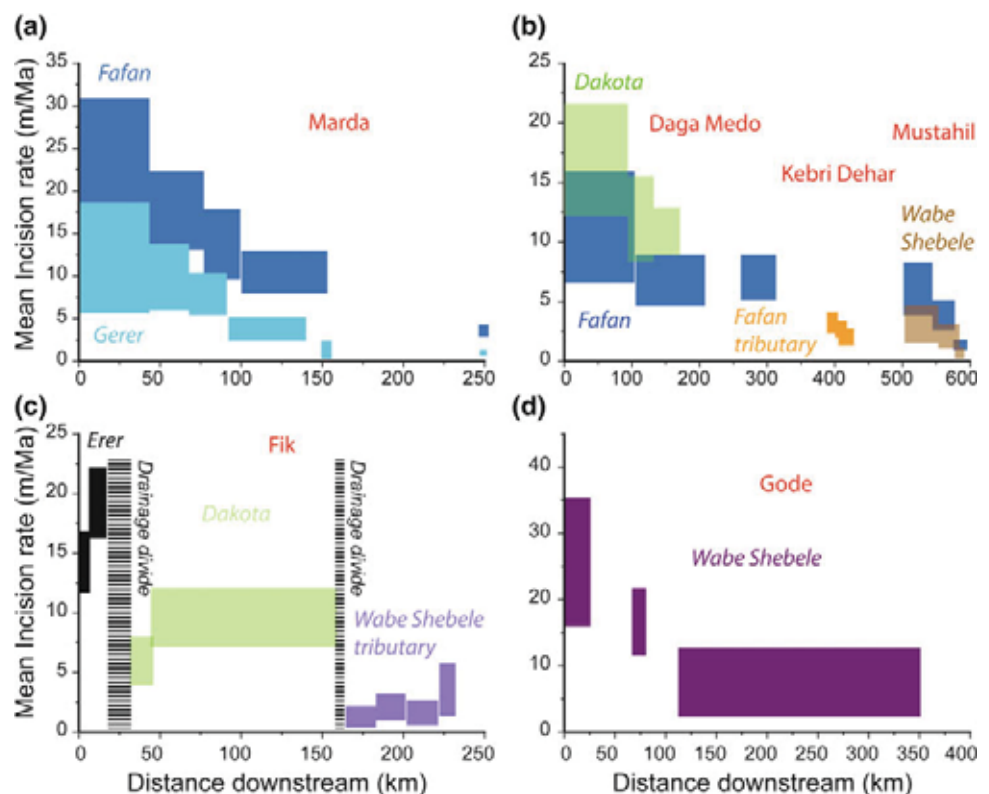 (a)
Mean Incision rate (m/Ma)
35
30
25
20
15
10
5
0
Fafan
Marda
Gerer
0 50 100 150 200 250
(b)
25
20
15
10
5
0
Dakota
Daga Medo
Mustahil
Kebri Dehar
Wabe
Shebele
Fafan
Fafan
tributary
0 100 200 300 400 500 600
(c)
Mean Incision rate (m/Ma)
25
20
15
10
5
0
Erer
Drainage divide
Fik
Drainage divide
Dakota
Wabe Shebele
tributary
0 50 100 150 200 250
Distance downstream (km)
(d)
40
30
20
10
0
Gode
Wabe Shebele
0 50 100 150 200 250 300 350 400
Distance downstream (km)